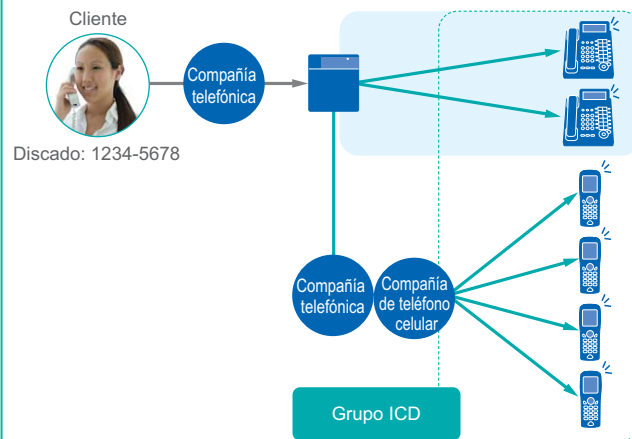 Cliente
Compañía
telefónica
Discado: 1234-5678
Compañía
telefónica
Compañía
de teléfono
celular
Grupo ICD